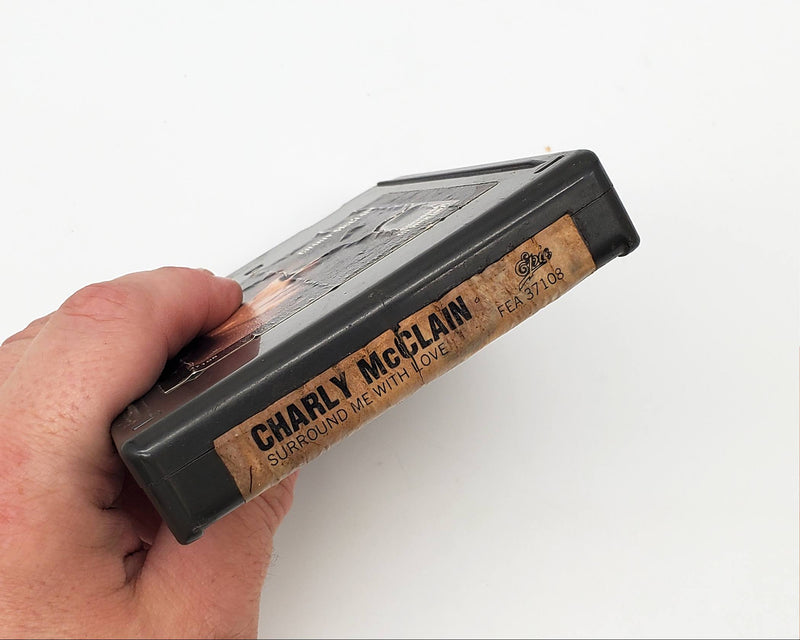 CHARLY McCLAIN
SURROUND ME WITH LOVE
Epic
FEA 37108